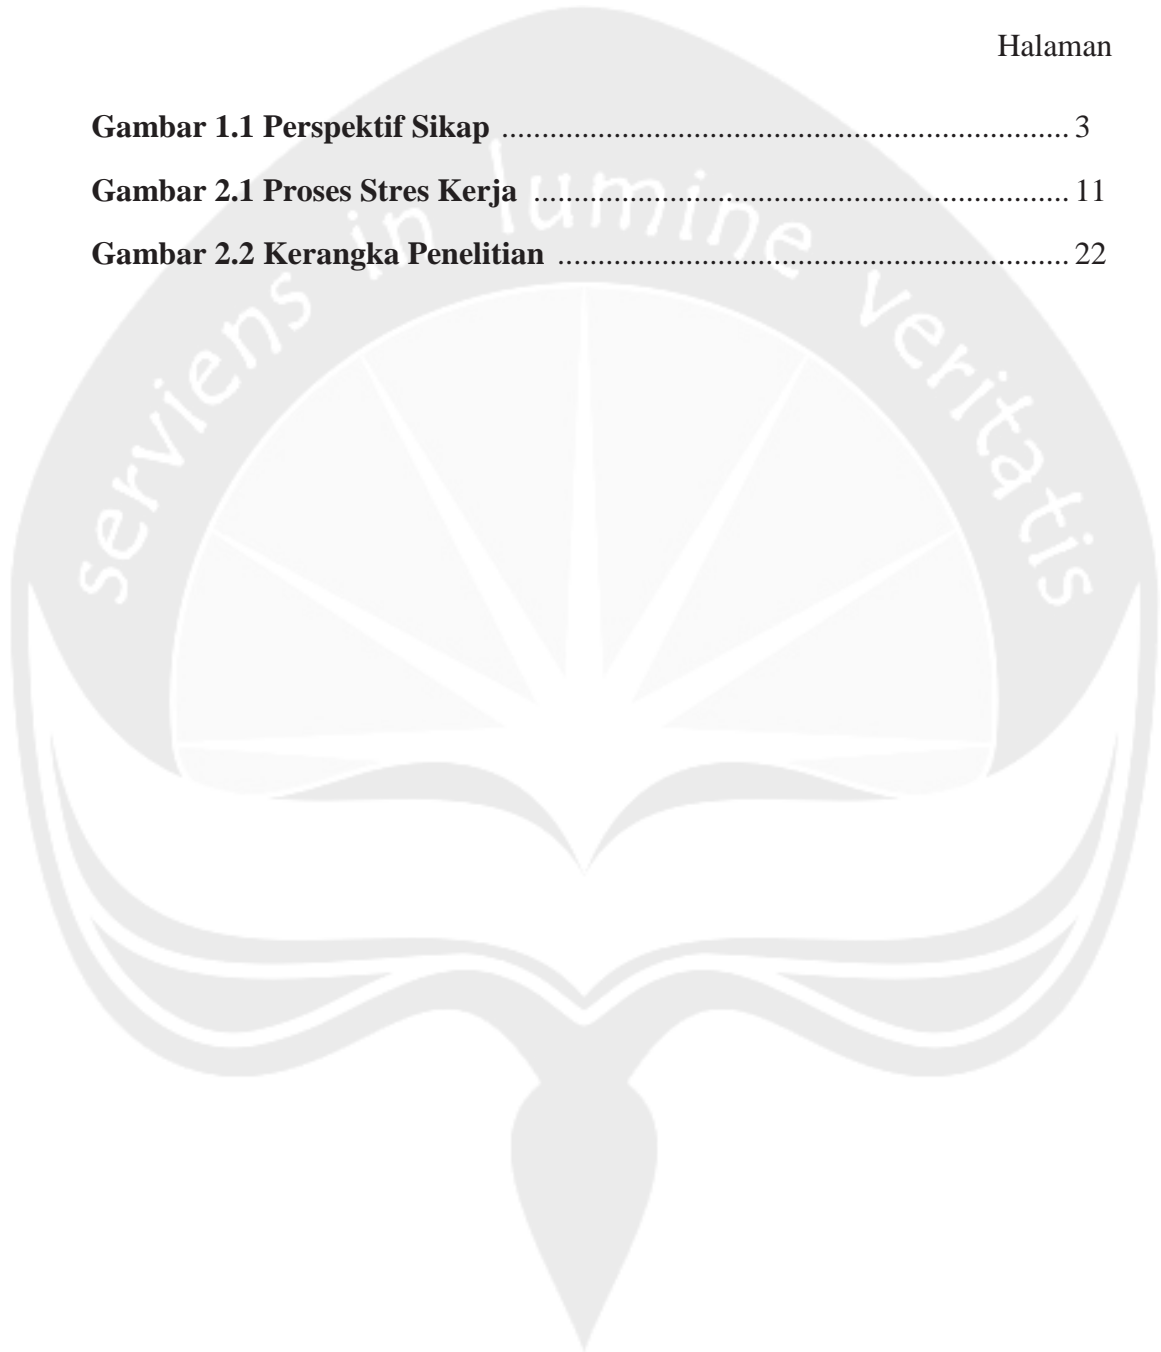 Halaman
Gambar 1.1 Perspektif Sikap ........................................................................ 3
Gambar 2.1 Proses Stres Kerja .................................................................... 11
Gambar 2.2 Kerangka Penelitian ................................................................. 22
serviens in lumine veritatis